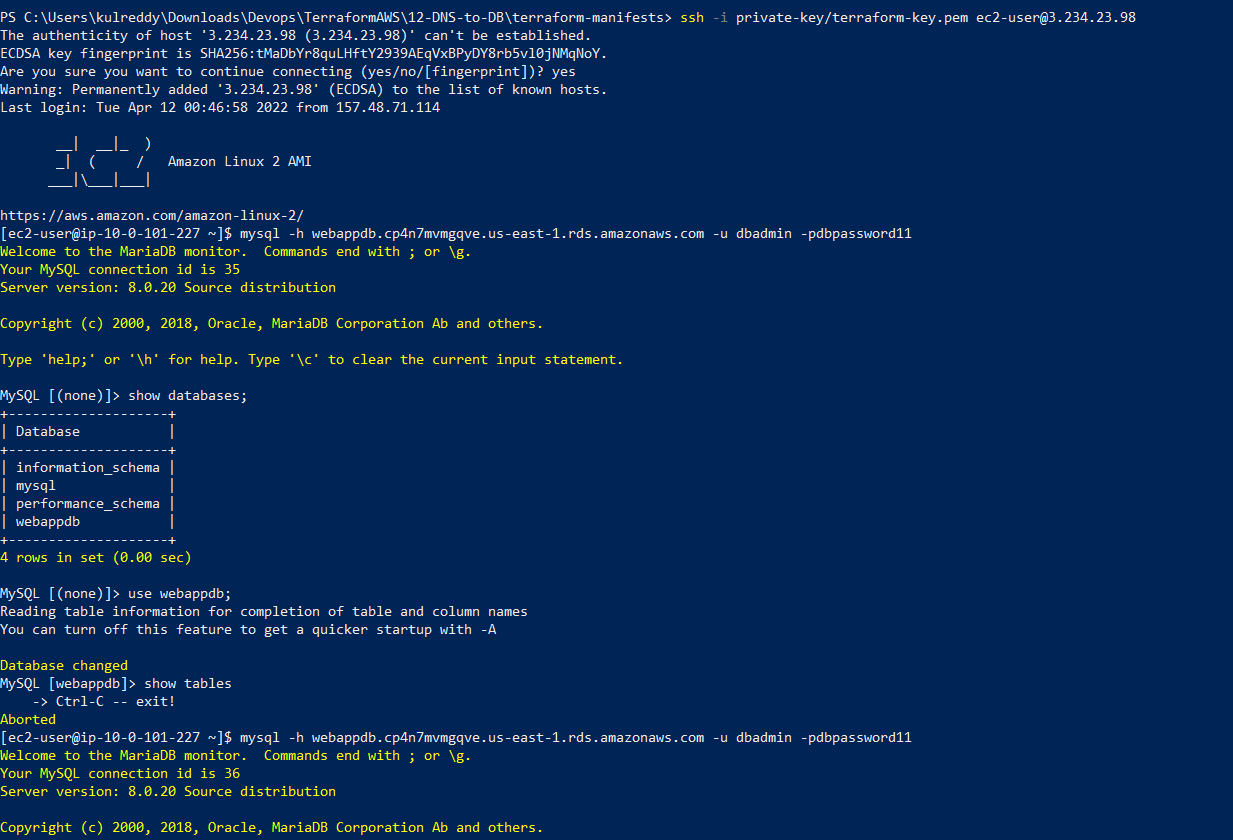 PS C:\Users\kulreddy\Downloads\Devops\TerraformAWS\12-DNS-to-DB\terraform-manifests> ssh -i private-key/terraform-key.pem ec2-user@3.234.23.98
The authenticity of host '3.234.23.98 (3.234.23.98)' can't be established.
ECDSA key fingerprint is SHA256:tMaDbYr8quLHftY2939AEqVxBPyDY8rb5vl0jNMqNoY.
Are you sure you want to continue connecting (yes/no/[fingerprint])? yes
Warning: Permanently added '3.234.23.98' (ECDSA) to the list of known hosts.
Last login: Tue Apr 12 00:46:58 2022 from 157.48.71.114
       __|  __|_  )
       _|  (     /   Amazon Linux 2 AMI
      ___|\___|___|
https://aws.amazon.com/amazon-linux-2/
[ec2-user@ip-10-0-101-227 ~]$ mysql -h webappdb.cp4n7mvmgqve.us-east-1.rds.amazonaws.com -u dbadmin -pdbpassword11
Welcome to the MariaDB monitor.  Commands end with ; or \g.
Your MySQL connection id is 35
Server version: 8.0.20 Source distribution
Copyright (c) 2000, 2018, Oracle, MariaDB Corporation Ab and others.
Type 'help;' or '\h' for help. Type '\c' to clear the current input statement.
MySQL [(none)]> show databases;
+--------------------+
| Database           |
+--------------------+
| information_schema |
| mysql              |
| performance_schema |
| webappdb           |
+--------------------+
4 rows in set (0.00 sec)
MySQL [(none)]> use webappdb;
Reading table information for completion of table and column names
You can turn off this feature to get a quicker startup with -A
Database changed
MySQL [webappdb]> show tables
    -> Ctrl-C -- exit!
Aborted
[ec2-user@ip-10-0-101-227 ~]$ mysql -h webappdb.cp4n7mvmgqve.us-east-1.rds.amazonaws.com -u dbadmin -pdbpassword11
Welcome to the MariaDB monitor.  Commands end with ; or \g.
Your MySQL connection id is 36
Server version: 8.0.20 Source distribution
Copyright (c) 2000, 2018, Oracle, MariaDB Corporation Ab and others.